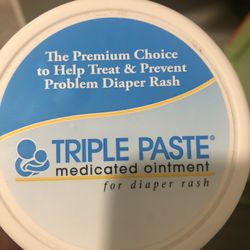 The Premium Choice
to Help Treat & Prevent
Problem Diaper Rash
TRIPLE PASTE®
medicated ointment
for diaper rash